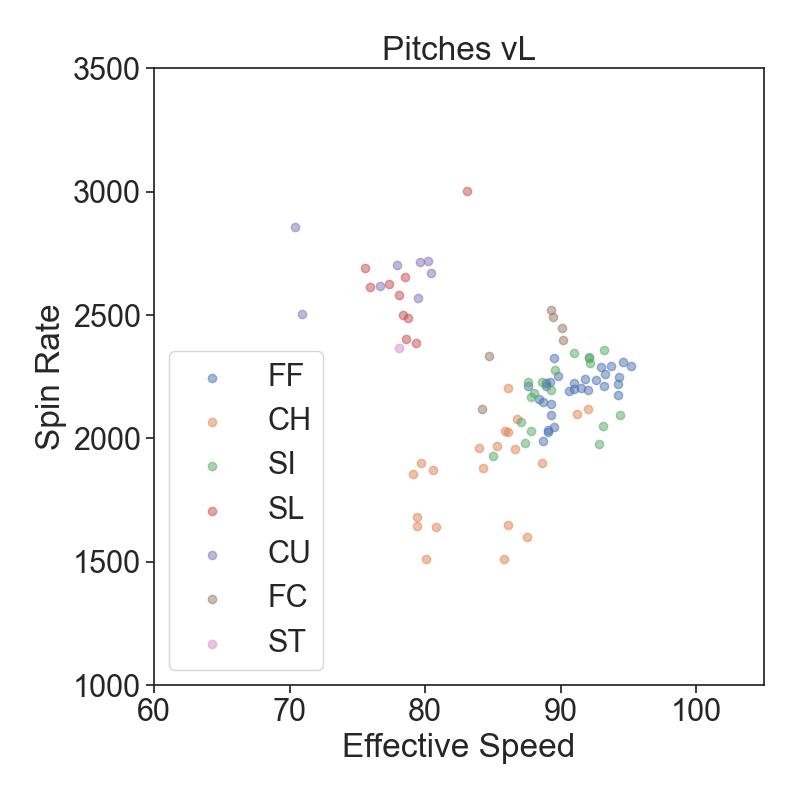 Pitches vL
3500
3000
2500
2000
1500
1000
Spin Rate
FF
CH
SI
SL
CU
FC
ST
60 70 80 90 100
Effective Speed